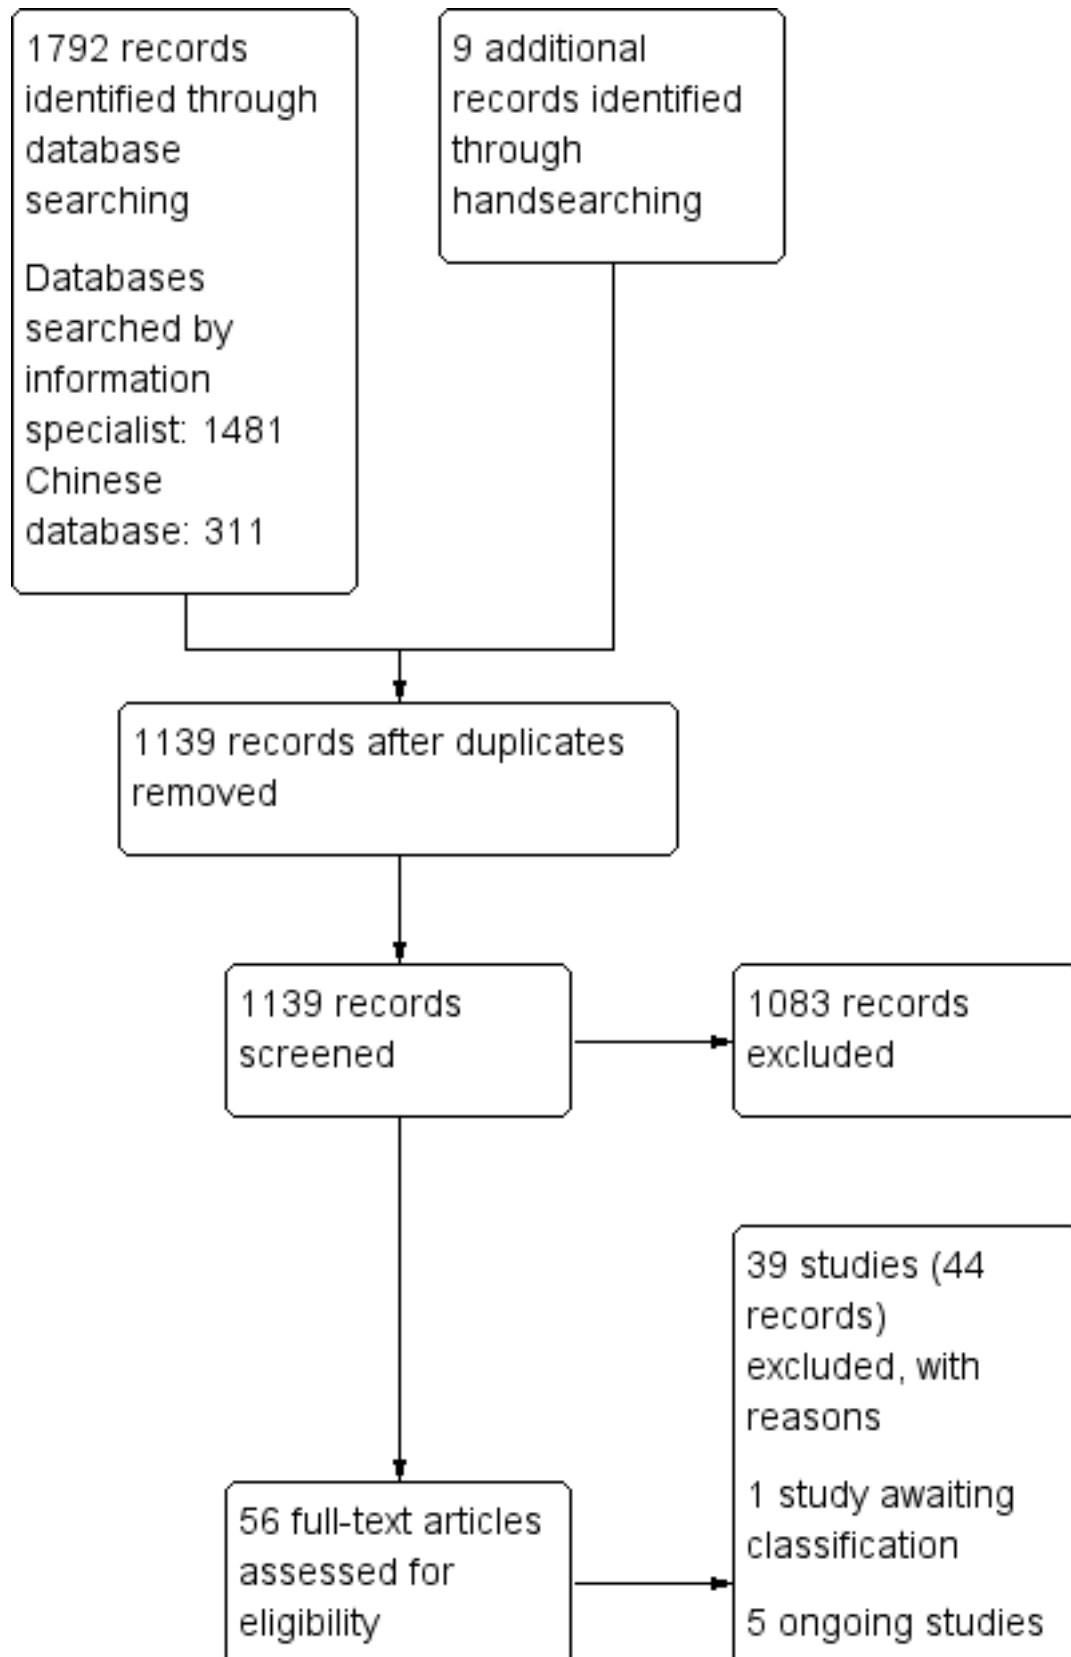 1792 records
identified through
database
searching
Databases
searched by
information
specialist: 1481
Chinese
database: 311
9 additional
records identified
through
handsearching
1139 records after duplicates
removed
1139 records
screened
1083 records
excluded
56 full-text articles
assessed for
eligibility
39 studies (44
records)
excluded, with
reasons
1 study awaiting
classification
5 ongoing studies